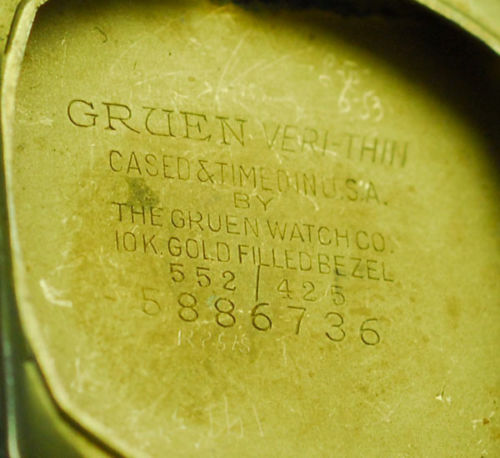 GRUEN VERI-THIN
CASED & TIMED IN U.S.A.
BY
THE GRUEN WATCH CO.
10K. GOLD FILLED BEZEL
552 / 425
5886736